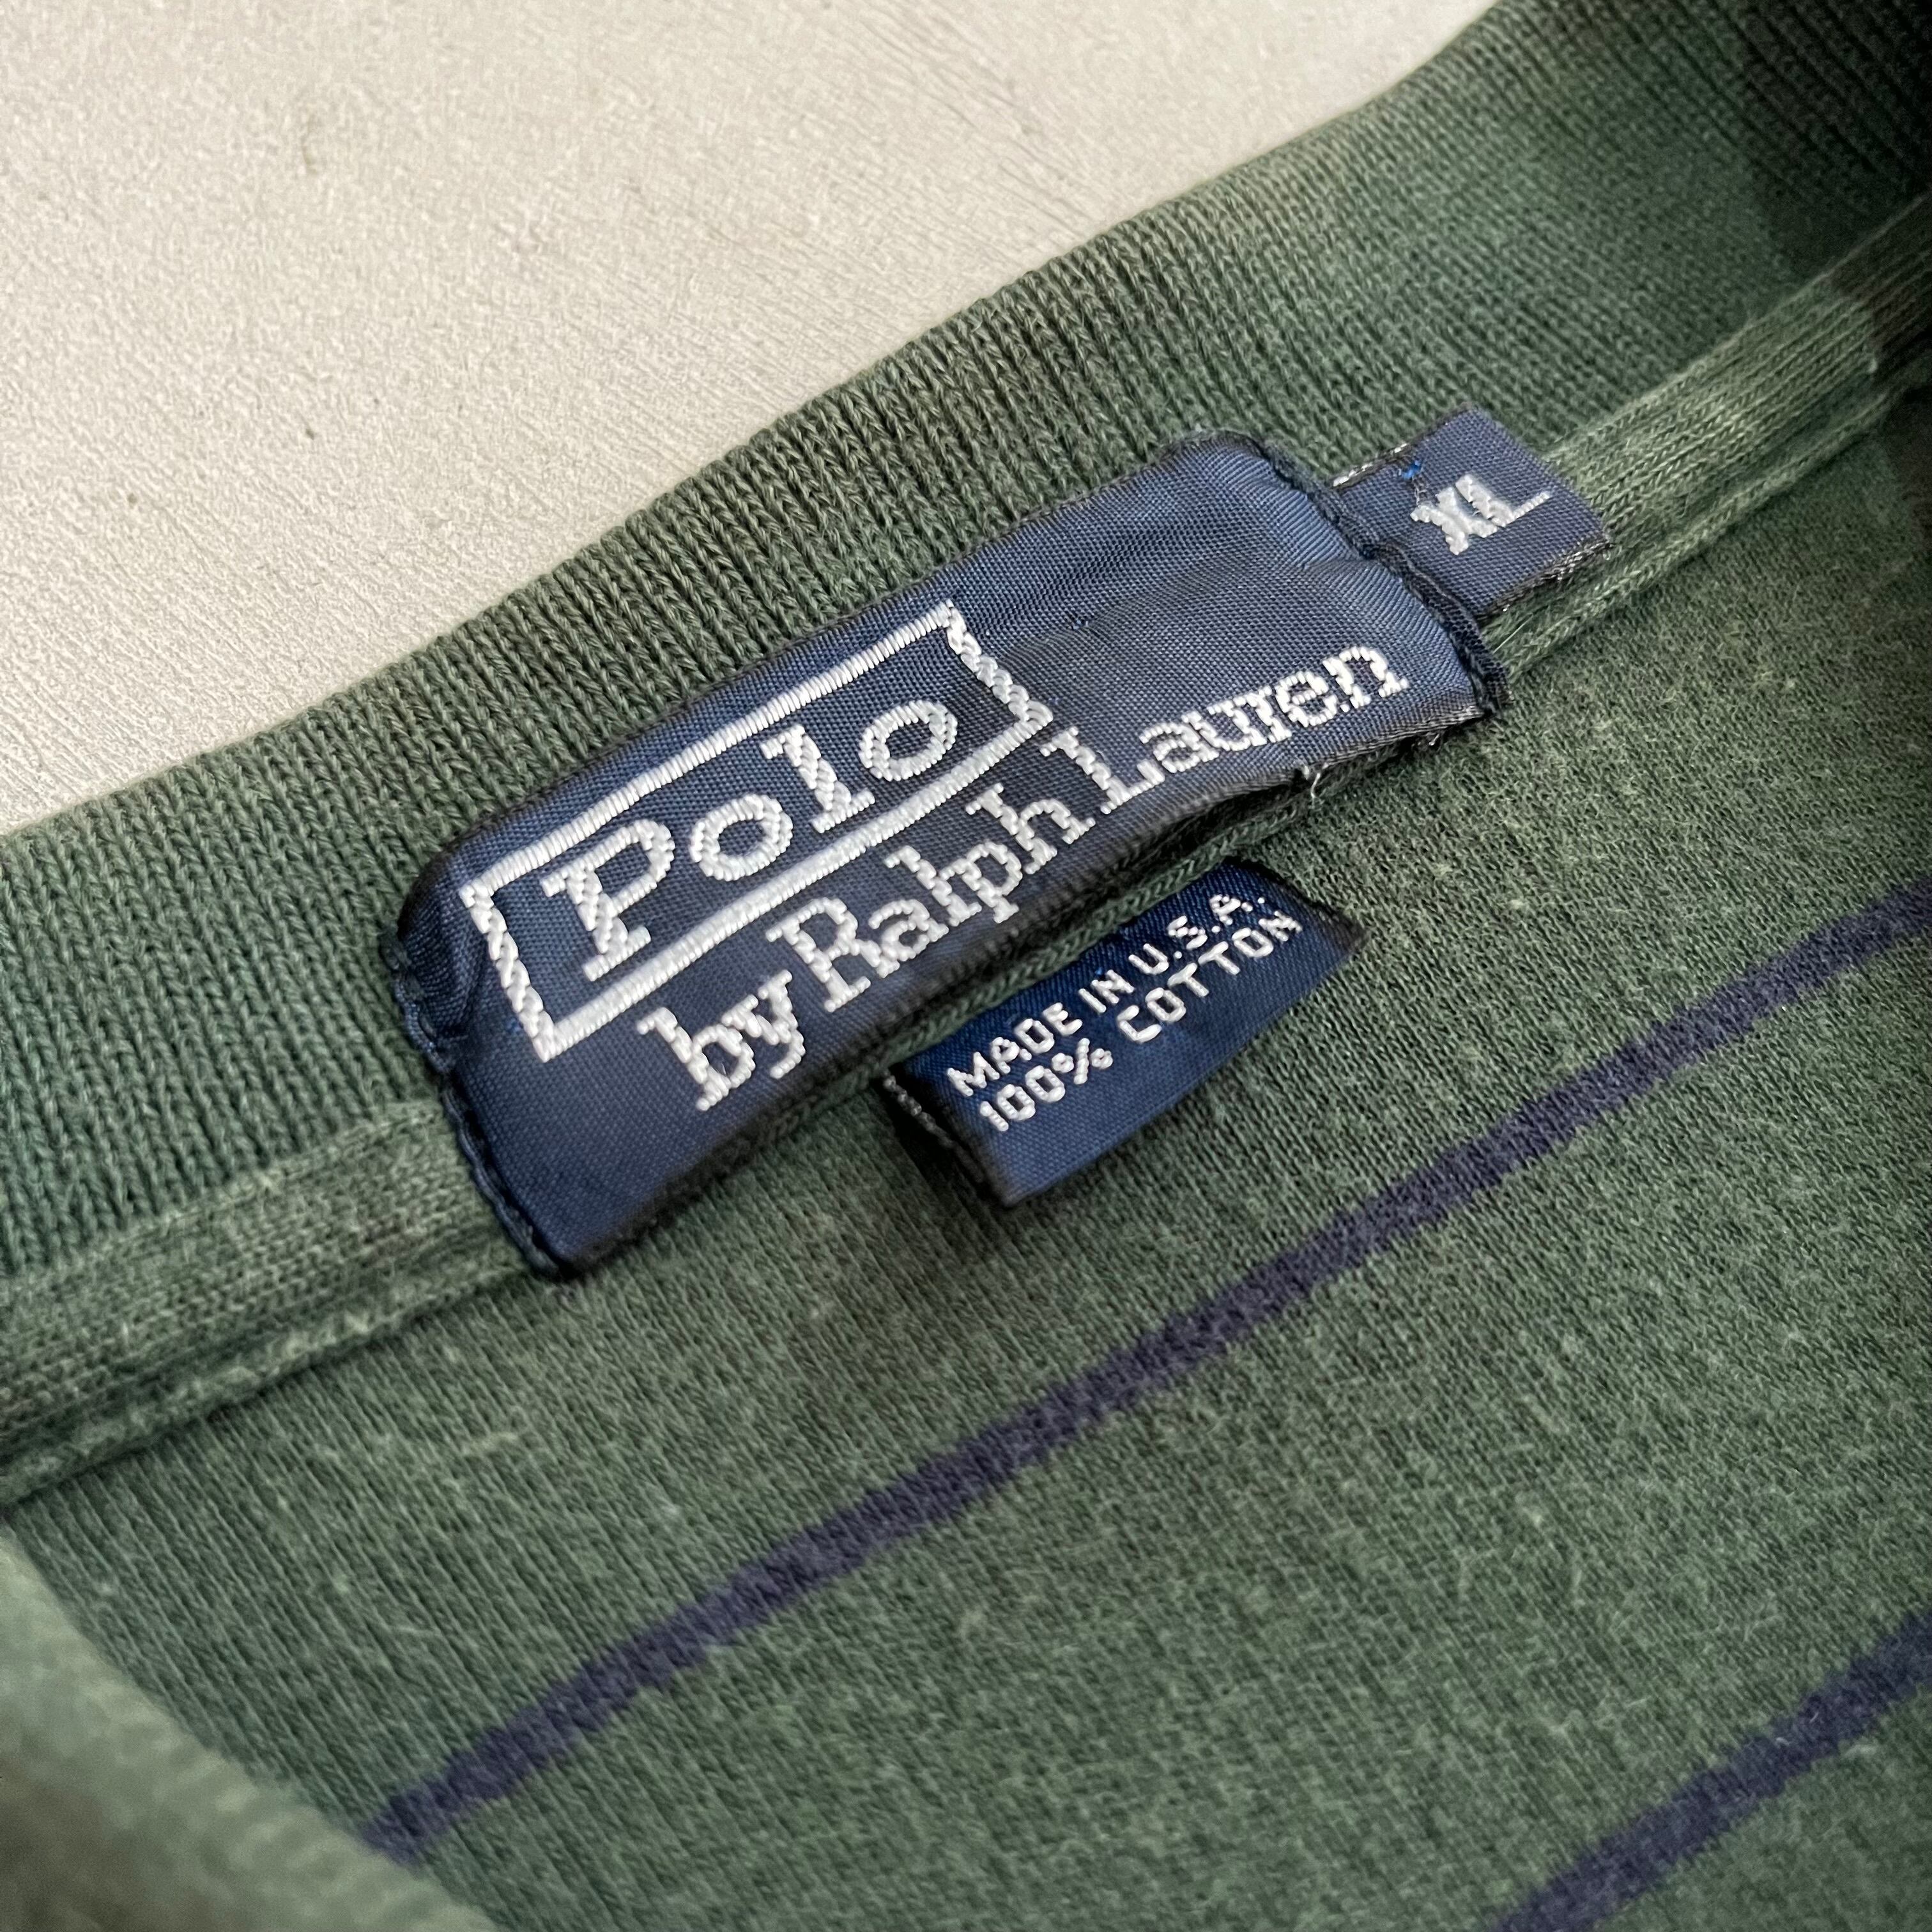 XL
Polo
by Ralph Lauren
MADE IN U.S.A.
100% COTTON